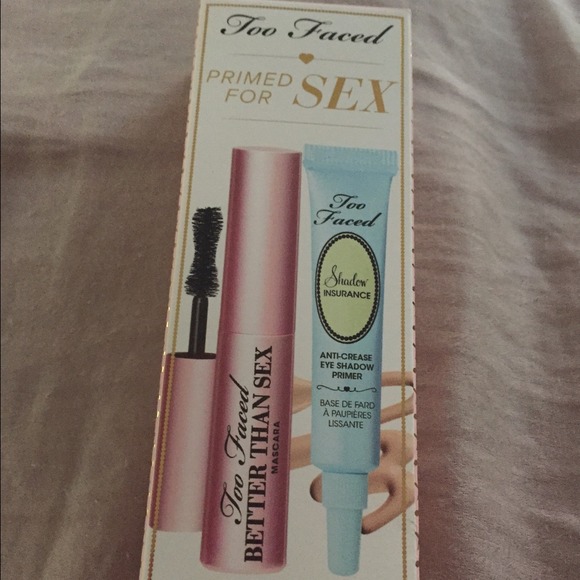 Too Faced
PRIMED
FOR SEX
Too
Faced
Shadow
INSURANCE
ANTI-CREASE
EYE SHADOW
PRIMER
BASE DE FARD
À PAUPIÈRES
LISSANTE
Too Faced
BETTER THAN SEX
MASCARA